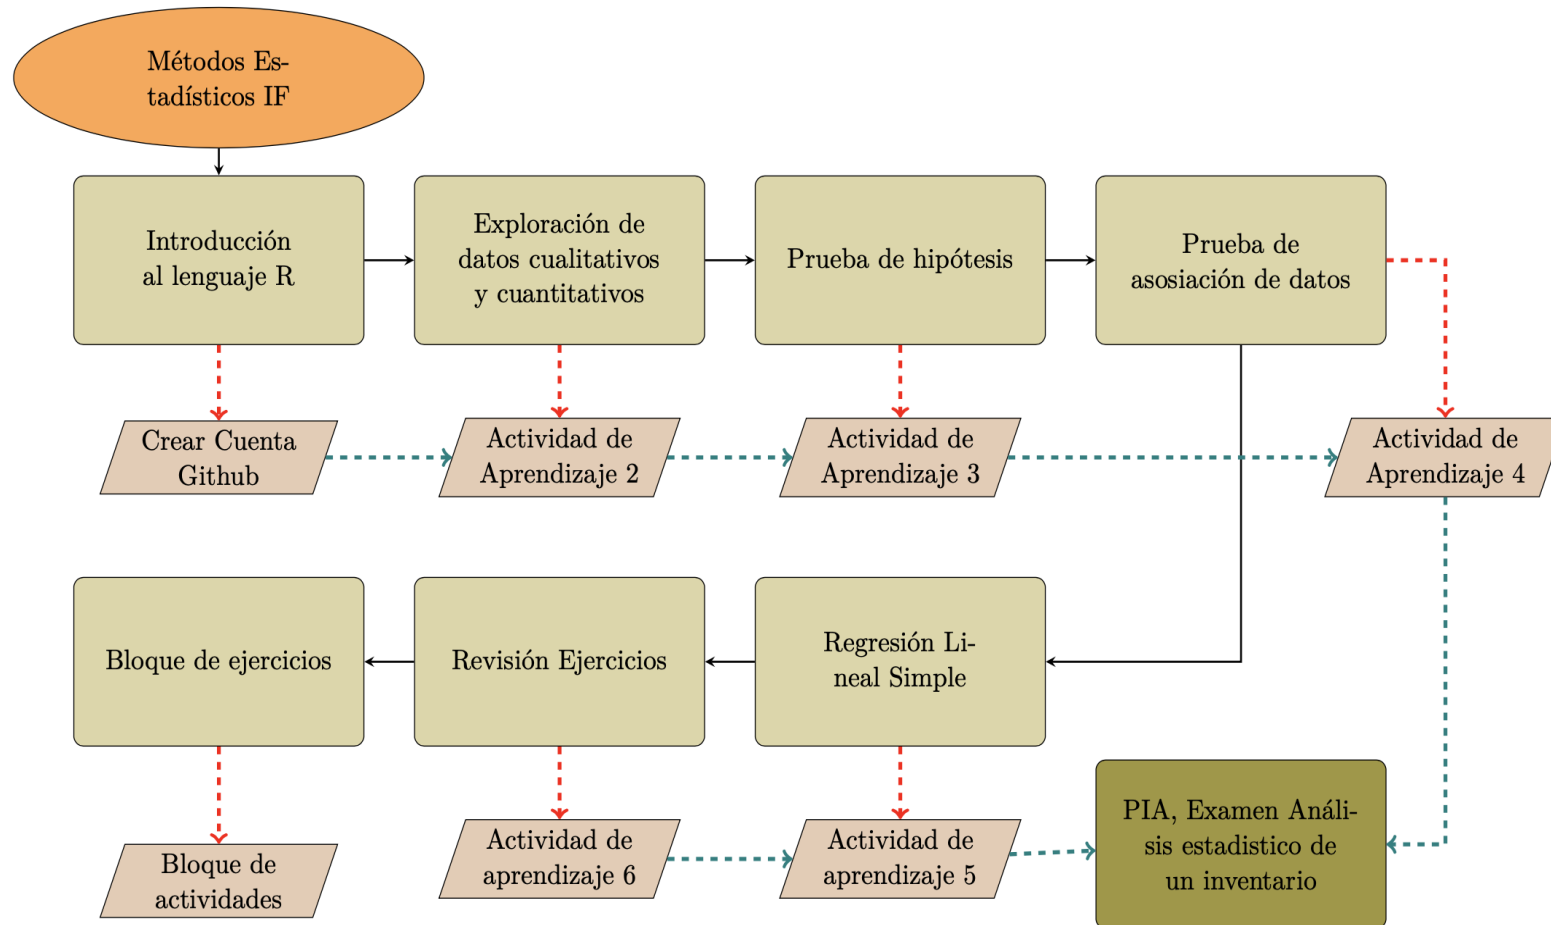 Métodos Es-
tadísticos IF
Introducción
al lenguaje R
Exploración de
datos cualitativos
y cuantitativos
Prueba de hipótesis
Prueba de
asosiación de datos
Crear Cuenta
Github
Actividad de
Aprendizaje 2
Actividad de
Aprendizaje 3
Actividad de
Aprendizaje 4
Bloque de ejercicios
Revisión Ejercicios
Regresión Li-
neal Simple
Bloque de
actividades
Actividad de
aprendizaje 6
Actividad de
aprendizaje 5
PIA, Examen Análi-
sis estadistico de
un inventario